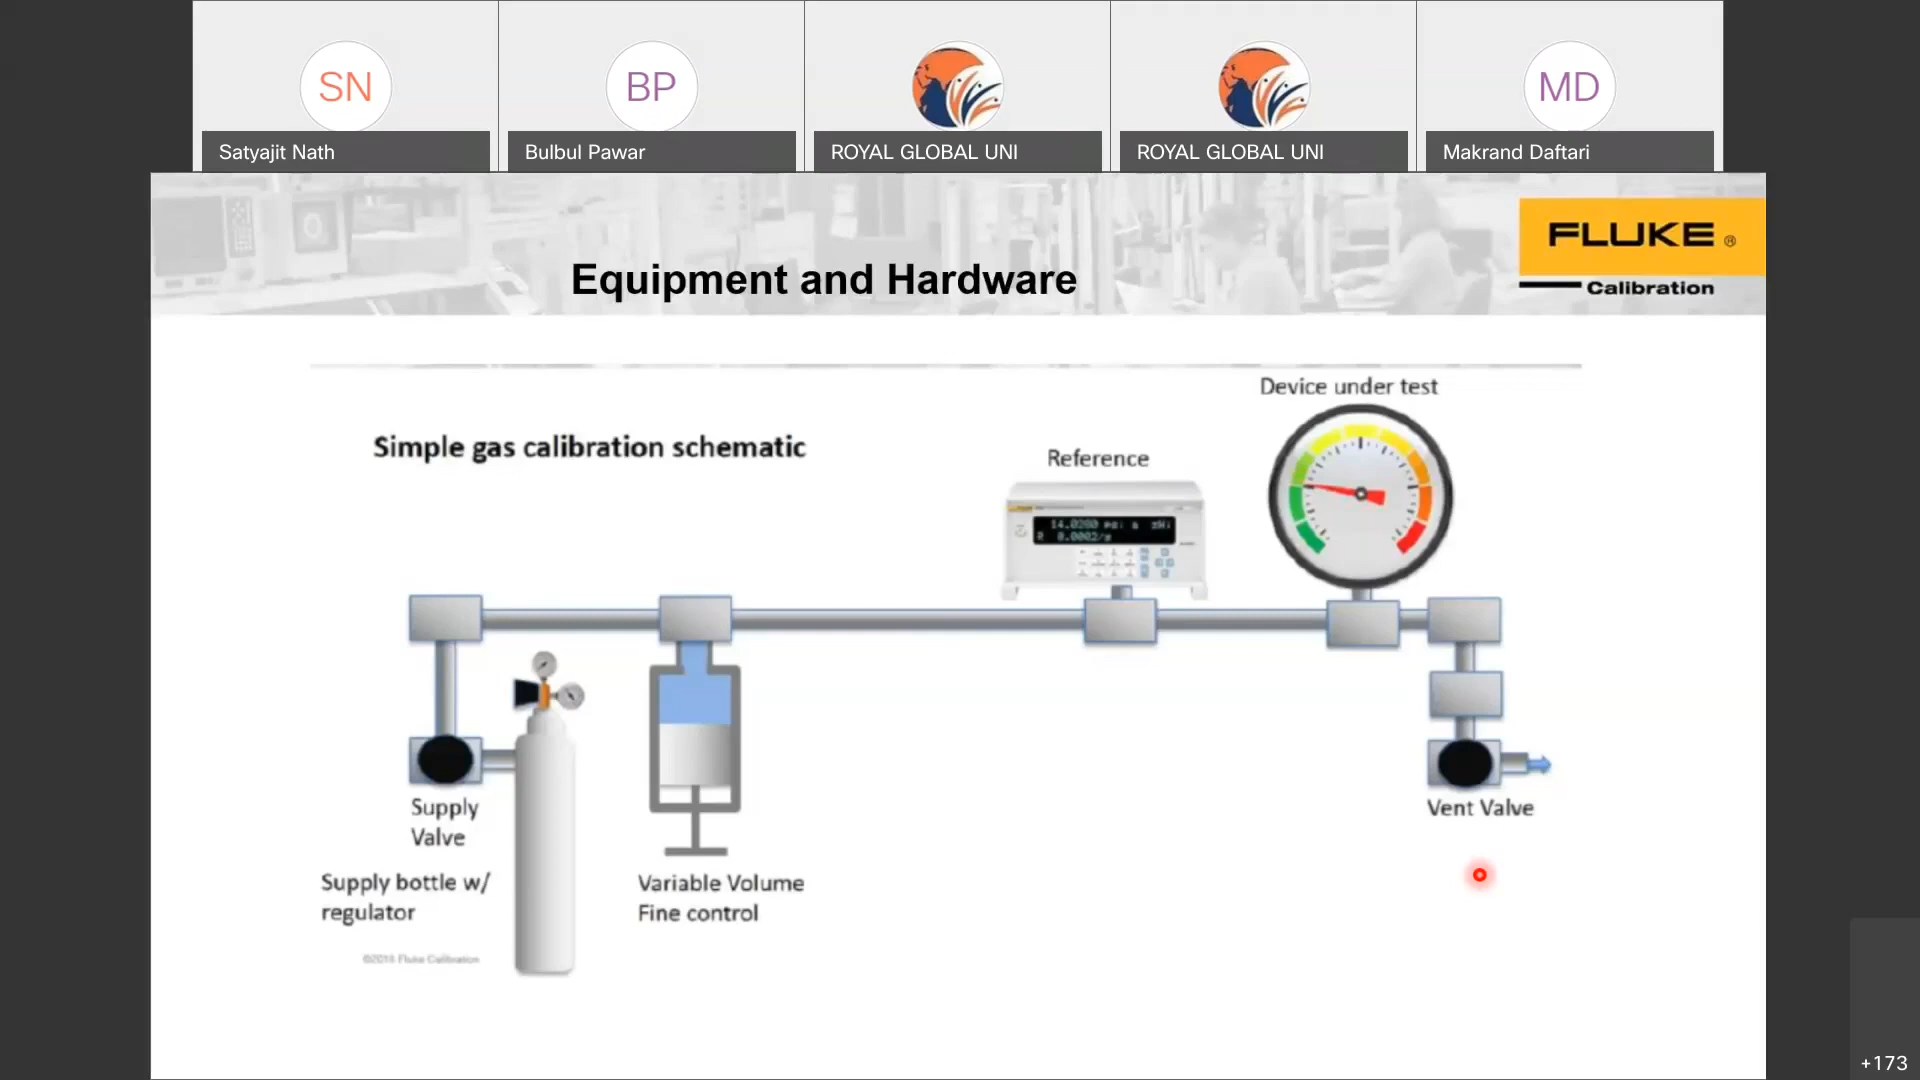 SN
BP
MD
Satyajit Nath
Bulbul Pawar
ROYAL GLOBAL UNI
ROYAL GLOBAL UNI
Makrand Daftari
FLUKE ®
Calibration
Equipment and Hardware
Device under test
Simple gas calibration schematic
Reference
Supply
Valve
Vent Valve
Supply bottle w/
regulator
Variable Volume
Fine control
Fluke Calibration
+173